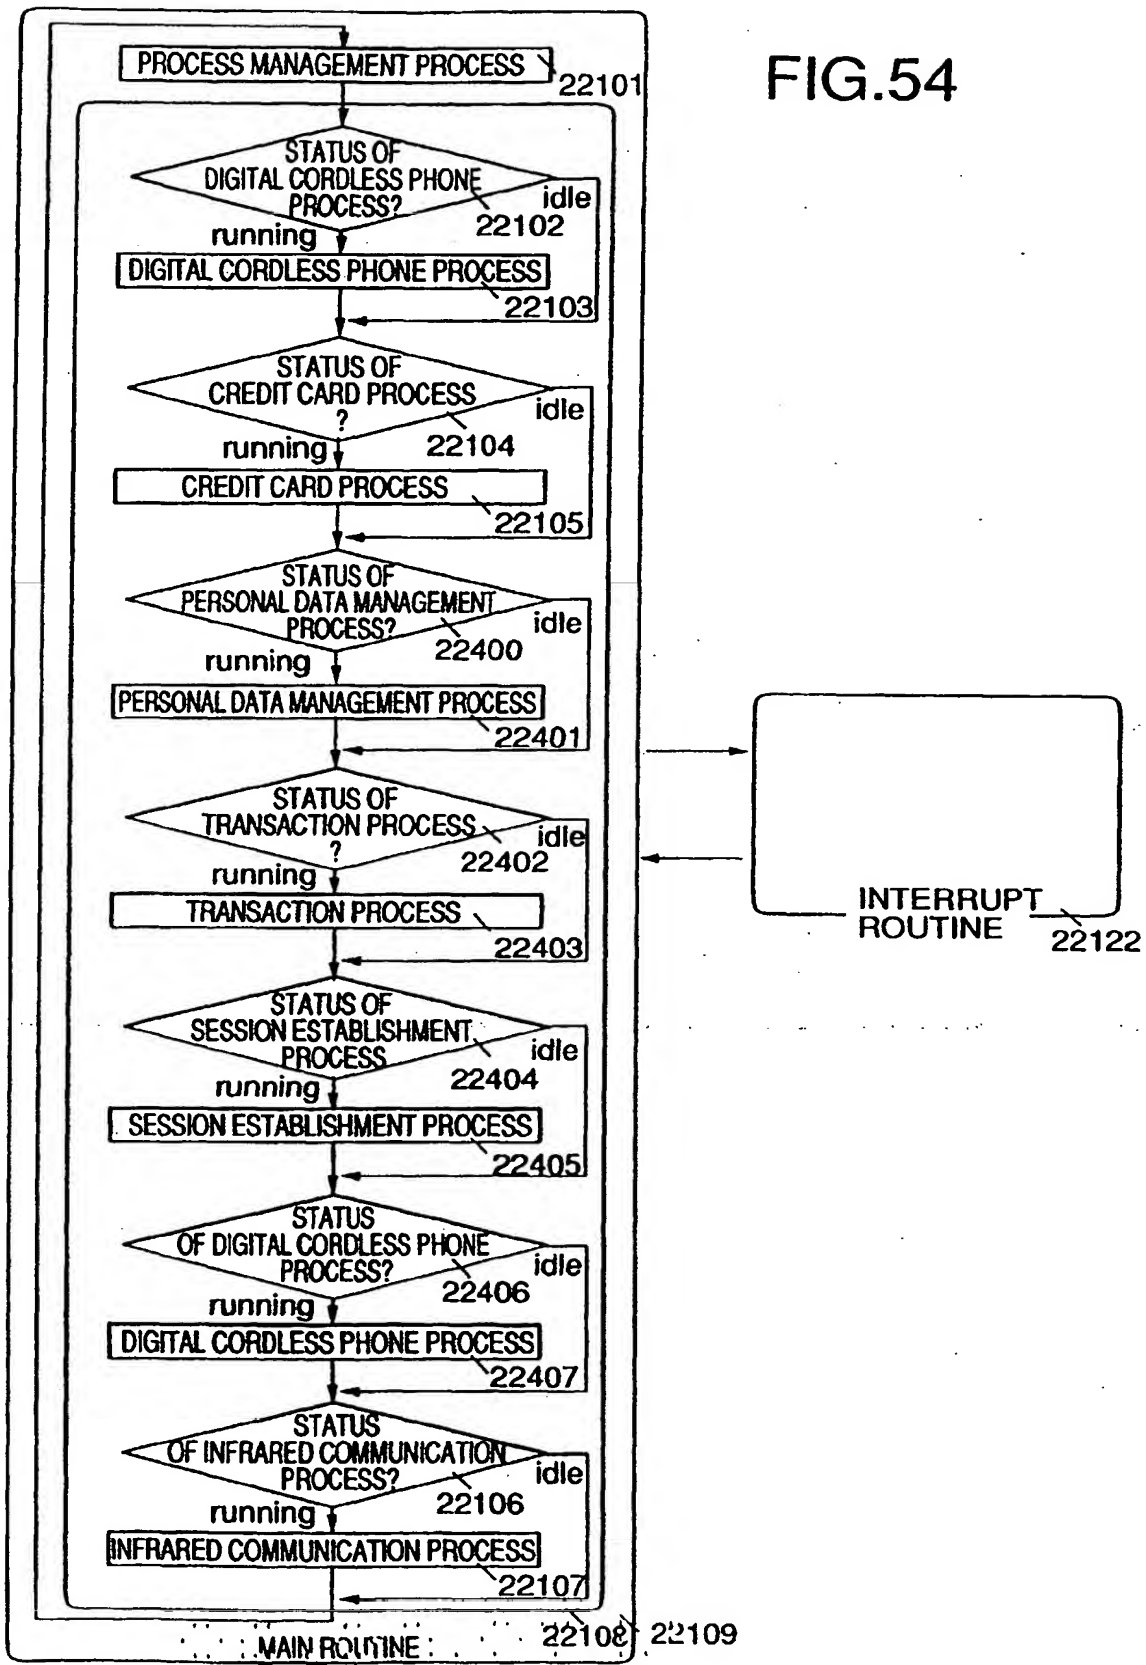 FIG.54
PROCESS MANAGEMENT PROCESS
22101
STATUS OF
DIGITAL CORDLESS PHONE
PROCESS?
22102
idle
running
DIGITAL CORDLESS PHONE PROCESS
22103
STATUS OF
CREDIT CARD PROCESS
?
22104
idle
running
CREDIT CARD PROCESS
22105
STATUS OF
PERSONAL DATA MANAGEMENT
PROCESS?
22400
idle
running
PERSONAL DATA MANAGEMENT PROCESS
22401
STATUS OF
TRANSACTION PROCESS
?
22402
idle
running
TRANSACTION PROCESS
22403
INTERRUPT
ROUTINE
22122
STATUS OF
SESSION ESTABLISHMENT
PROCESS
22404
idle
running
SESSION ESTABLISHMENT PROCESS
22405
STATUS
OF DIGITAL CORDLESS PHONE
PROCESS?
22406
idle
running
DIGITAL CORDLESS PHONE PROCESS
22407
STATUS
OF INFRARED COMMUNICATION
PROCESS?
22106
idle
running
INFRARED COMMUNICATION PROCESS
22107
22108
22109
MAIN ROUTINE